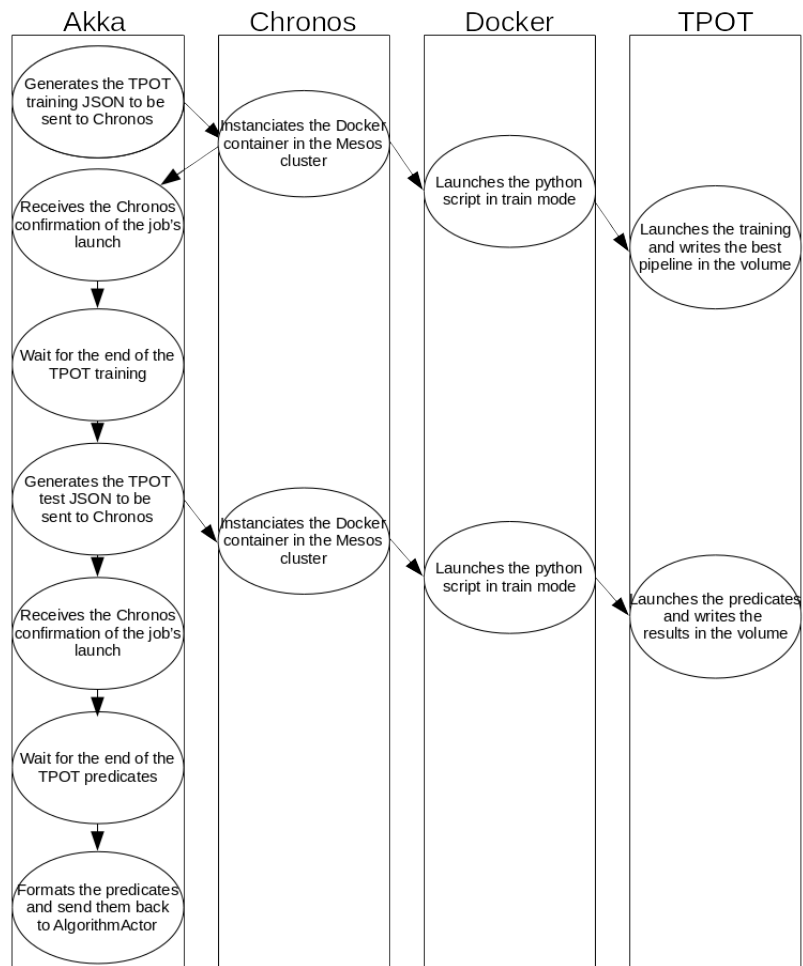 Akka
Chronos
Docker
TPOT
Generates the TPOT
training JSON to be
sent to Chronos
Instanciates the Docker
container in the Mesos
cluster
Launches the python
script in train mode
Launches the training
and writes the best
pipeline in the volume
Receives the Chronos
confirmation of the job's
launch
Wait for the end of the
TPOT training
Generates the TPOT
test JSON to be
sent to Chronos
Instanciates the Docker
container in the Mesos
cluster
Launches the python
script in train mode
Launches the predicates
and writes the
results in the volume
Receives the Chronos
confirmation of the job's
launch
Wait for the end of the
TPOT predicates
Formats the predicates
and send them back
to AlgorithmActor